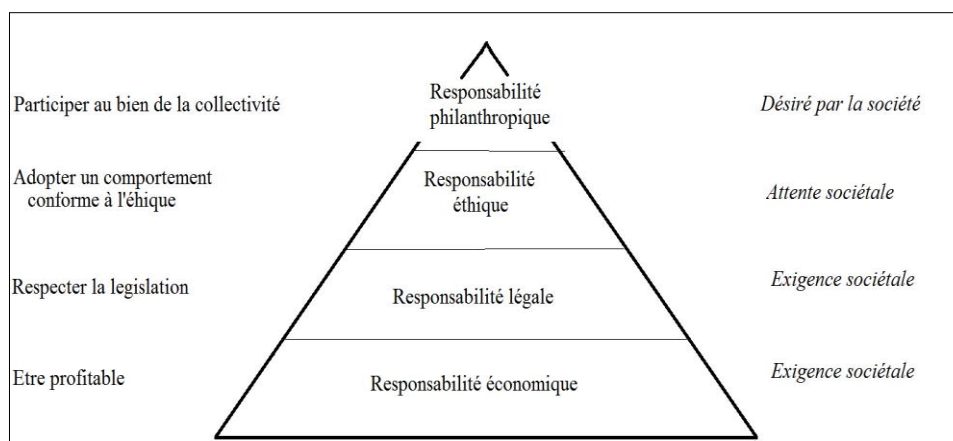 Participer au bien de la collectivité
Responsabilité
philanthropique
Désiré par la société
Adopter un comportement
conforme à l'éhique
Responsabilité
éthique
Attente sociétale
Respecter la legislation
Responsabilité légale
Exigence sociétale
Etre profitable
Responsabilité économique
Exigence sociétale